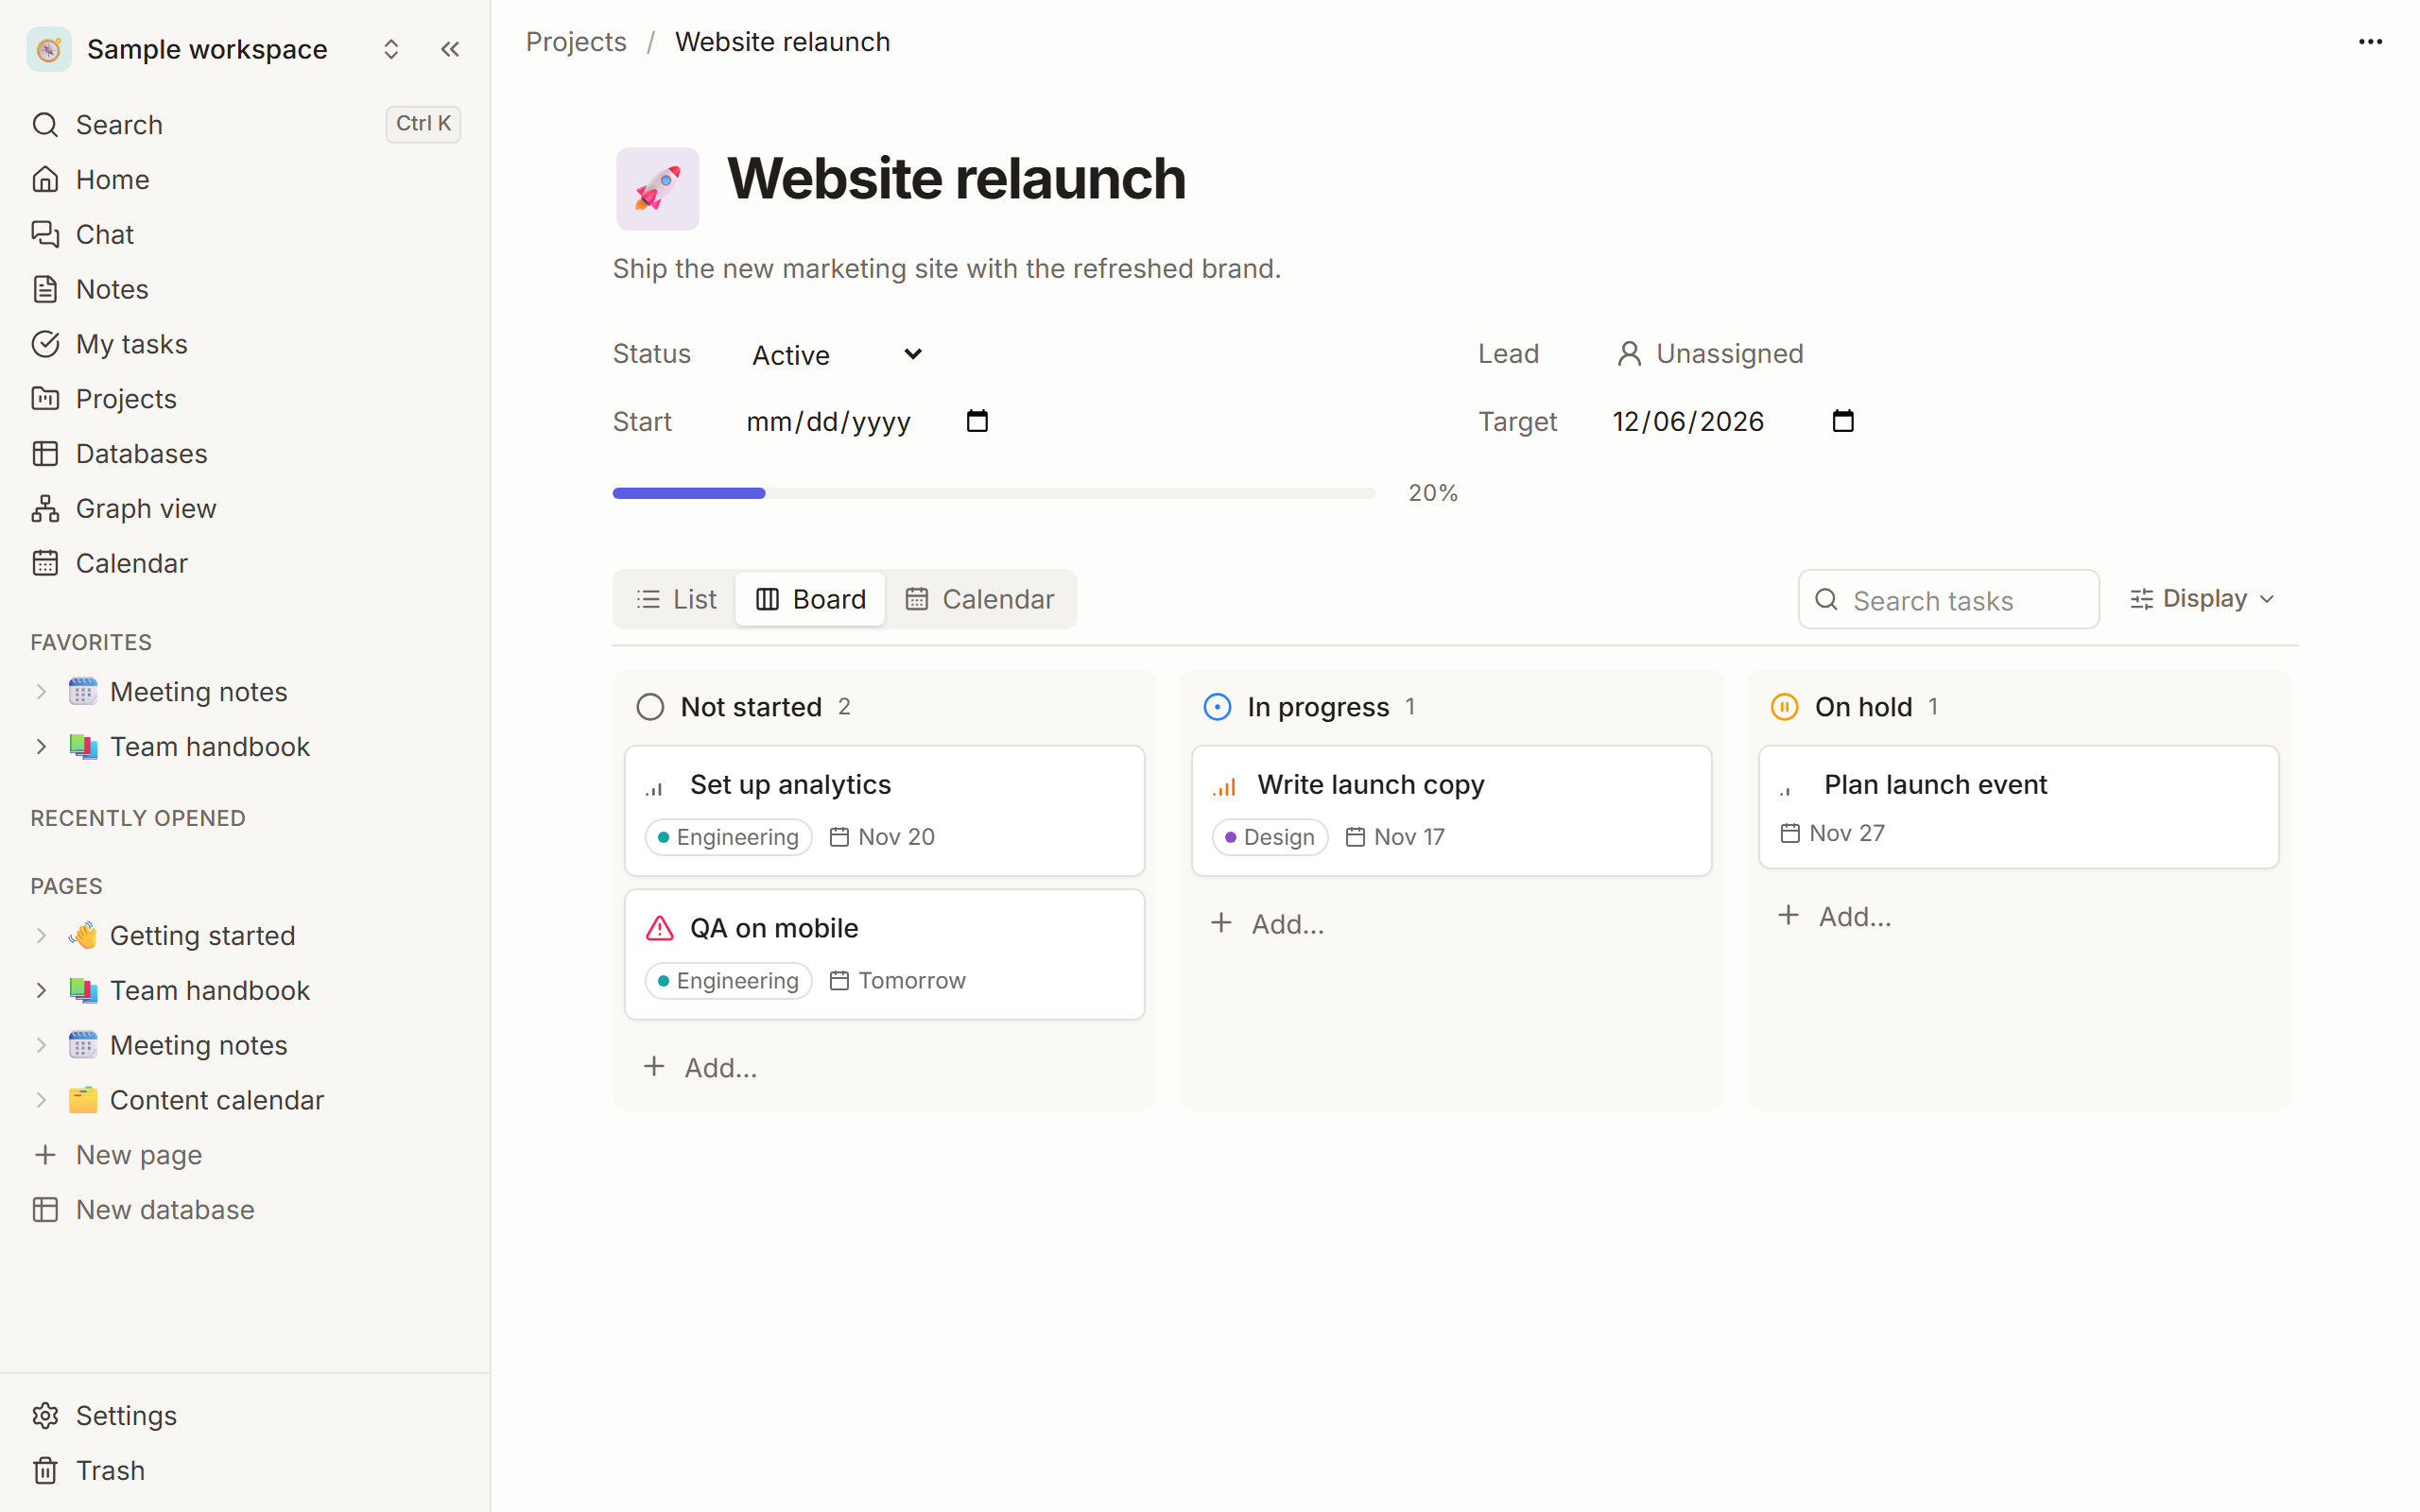 Sample workspace
Search
Ctrl K
Home
Chat
Notes
My tasks
Projects
Databases
Graph view
Calendar
FAVORITES
Meeting notes
Team handbook
RECENTLY OPENED
PAGES
Getting started
Team handbook
Meeting notes
Content calendar
New page
New database
Settings
Trash
Projects / Website relaunch
Website relaunch
Ship the new marketing site with the refreshed brand.
Status Active
Lead Unassigned
Start mm/dd/yyyy
Target 12/06/2026
20%
List Board Calendar
Search tasks
Display
Not started 2
Set up analytics
Engineering Nov 20
QA on mobile
Engineering Tomorrow
Add...
In progress 1
Write launch copy
Design Nov 17
Add...
On hold 1
Plan launch event
Nov 27
Add...